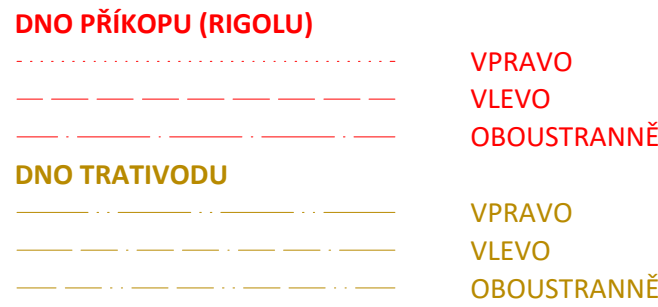 DNO PŘÍKOPU (RIGOLU)
VPRAVO
VLEVO
OBOUSTRANNĚ
DNO TRATIVODU
VPRAVO
VLEVO
OBOUSTRANNĚ